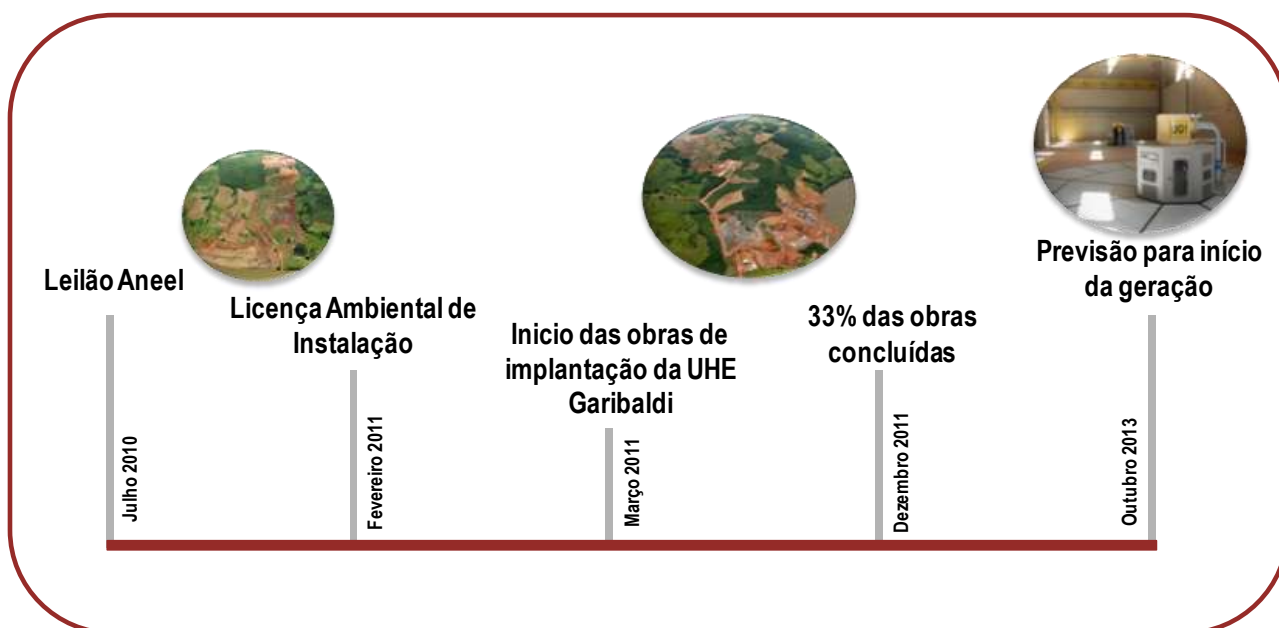 Leilão Aneel
Julho 2010
Licença Ambiental de
Instalação
Fevereiro 2011
Inicio das obras de
implantação da UHE
Garibaldi
Março 2011
33% das obras
concluídas
Dezembro 2011
Previsão para início
da geração
Outubro 2013